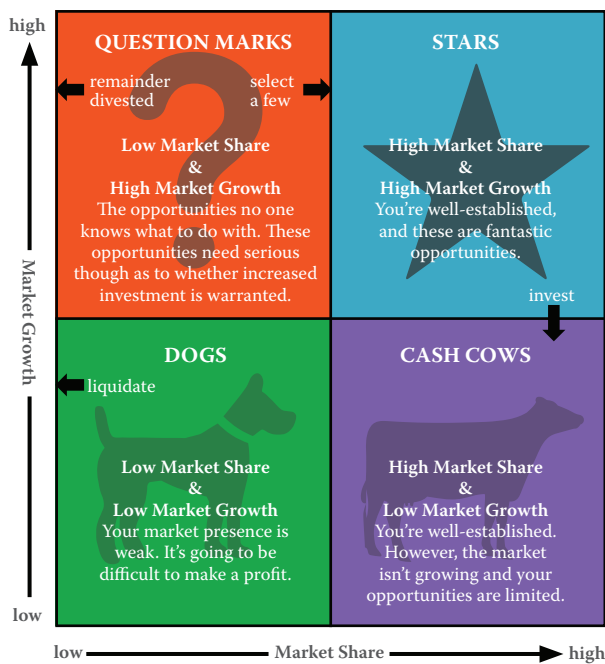 high
QUESTION MARKS
remainder
divested
select
a few
Low Market Share
&
High Market Growth
The opportunities no one
knows what to do with. These
opportunities need serious
though as to whether increased
investment is warranted.
STARS
High Market Share
&
High Market Growth
You're well-established,
and these are fantastic
opportunities.
invest
Market Growth
DOGS
liquidate
Low Market Share
&
Low Market Growth
Your market presence is
weak. It's going to be
difficult to make a profit.
CASH COWS
High Market Share
&
Low Market Growth
You're well-established.
However, the market
isn't growing and your
opportunities are limited.
low
low
Market Share
high